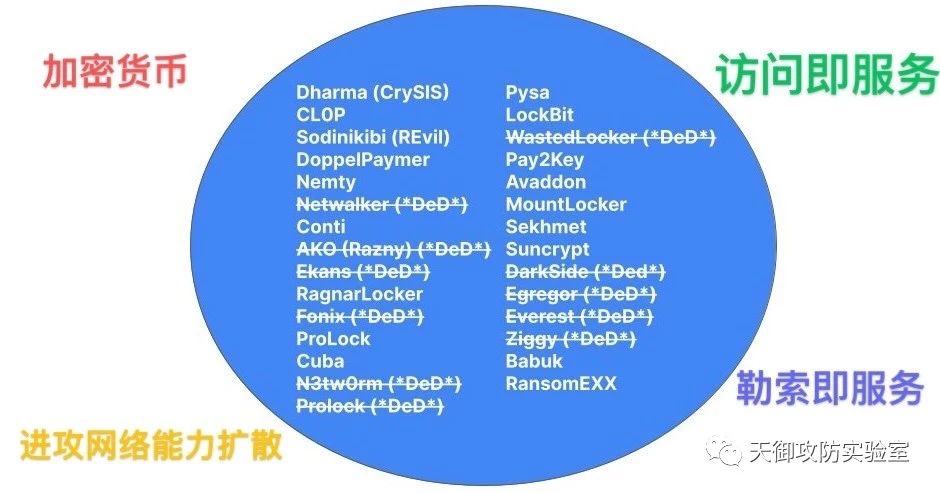 加密货币
访问即服务
Dharma (CrySIS)
CL0P
Sodinikibi (REvil)
DoppelPaymer
Nemty
Netwalker (*DeD*)
Conti
AKO (Razny) (*DeD*)
Ekans (*DeD*)
RagnarLocker
Fonix (*DeD*)
ProLock
Cuba
N3tw0rm (*DeD*)
Prolock (*DeD*)
Pysa
LockBit
WastedLocker (*DeD*)
Pay2Key
Avaddon
MountLocker
Sekhmet
Suncrypt
DarkSide (*Ded*)
Egregor (*DeD*)
Everest (*DeD*)
Ziggy (*DeD*)
Babuk
RansomEXX
勒索即服务
进攻网络能力扩散
天御攻防实验室